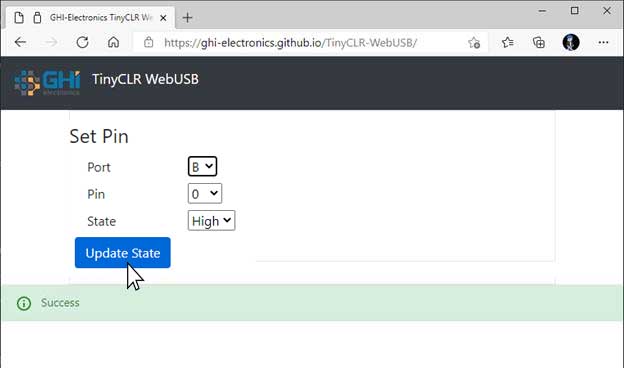 GHI-Electronics TinyCLR WebUSB
https://ghi-electronics.github.io/TinyCLR-WebUSB/
GHI electronics
TinyCLR WebUSB
Set Pin
Port B
Pin 0
State High
Update State
Success